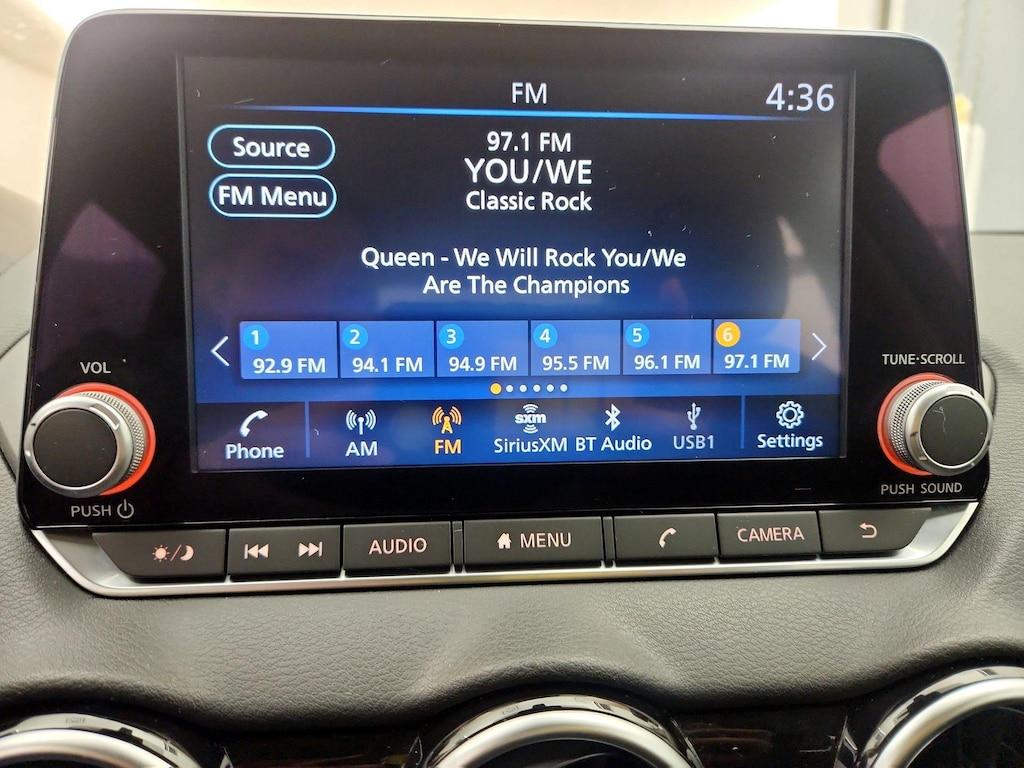 FM
4:36
Source
97.1 FM
YOU/WE
FM Menu
Classic Rock
Queen - We Will Rock You/We
Are The Champions
1 2 3 4 5 6
92.9 FM 94.1 FM 94.9 FM 95.5 FM 96.1 FM 97.1 FM
VOL
TUNE·SCROLL
sxm
Phone AM FM SiriusXM BT Audio USB1 Settings
PUSH
PUSH SOUND
AUDIO MENU CAMERA